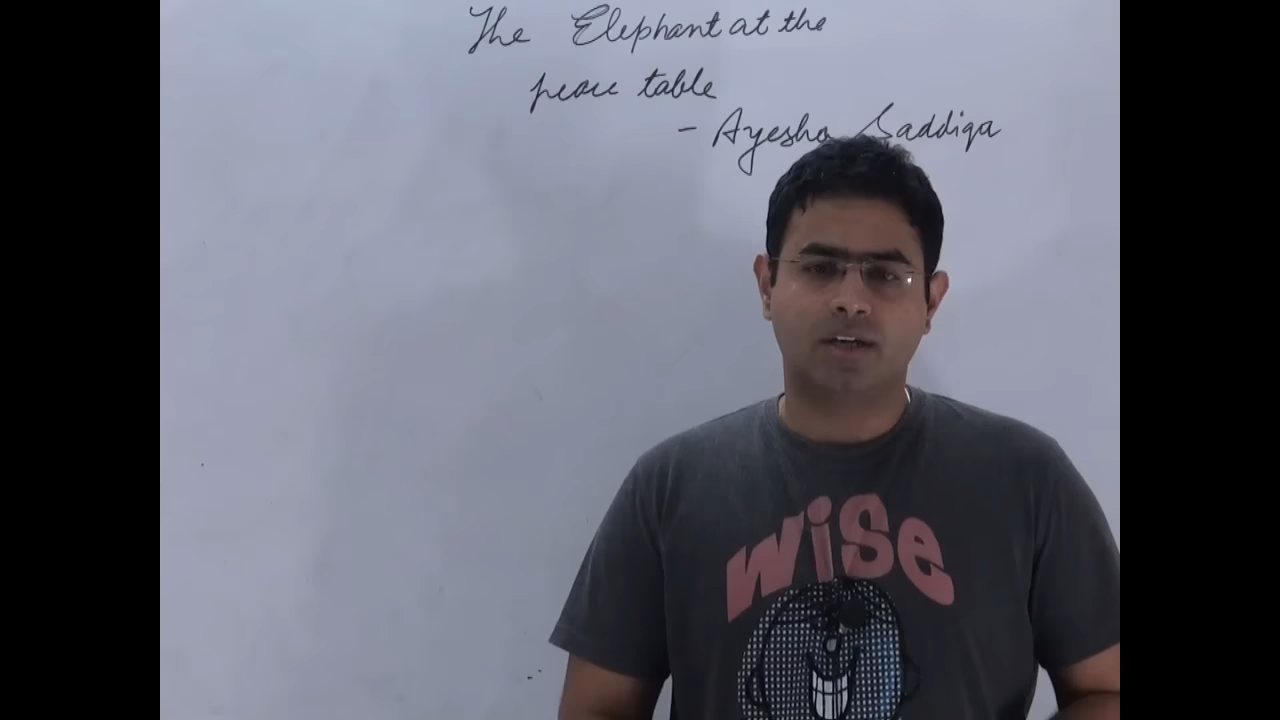 The Elephant at the
peace table
- Ayesha Saddiqa
wise